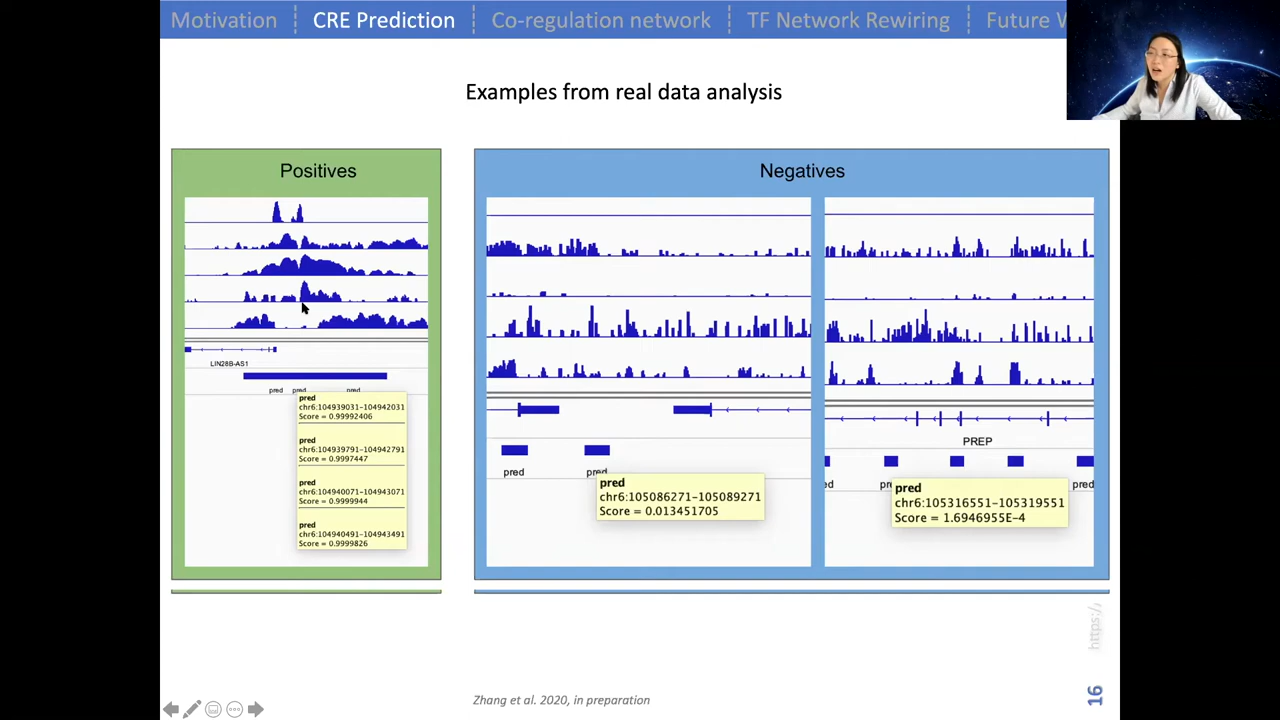 Motivation
CRE Prediction
Co-regulation network
TF Network Rewiring
Future
Examples from real data analysis
Positives
LIN28B-AS1
pred pred pred
pred
chr6:104939031-104942031
Score = 0.99992406
pred
chr6:104939791-104942791
Score = 0.9997447
pred
chr6:104940071-104943071
Score = 0.9999944
pred
chr6:104940491-104943491
Score = 0.9999826
Negatives
pred pred
pred
chr6:105086271-105089271
Score = 0.013451705
PREP
ed pred pred
pred
chr6:105316551-105319551
Score = 1.6946955E-4
https:/
Zhang et al. 2020, in preparation
16